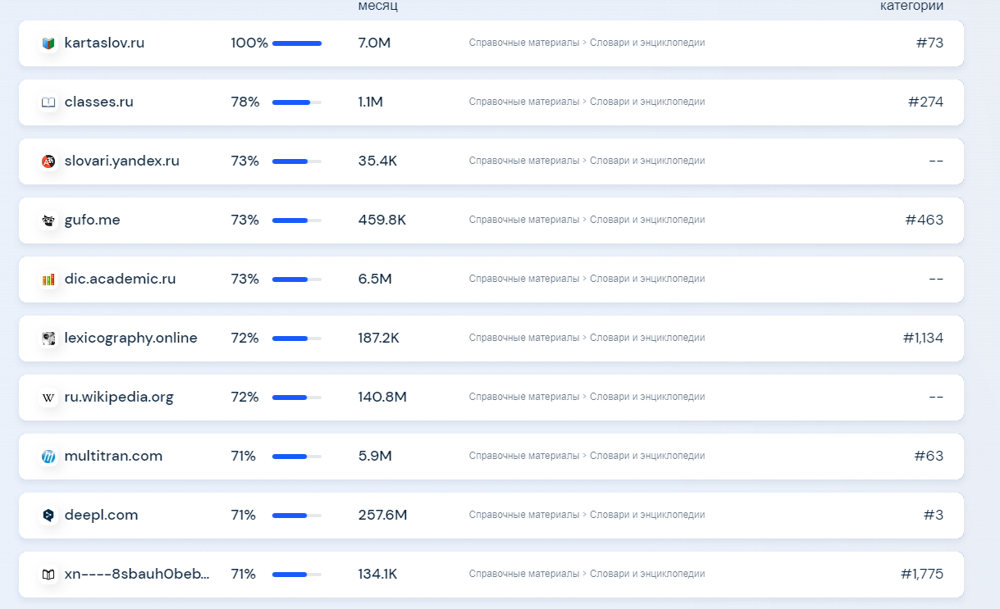 месяц категории
kartaslov.ru 100% 7.0M Справочные материалы > Словари и энциклопедии #73
classes.ru 78% 1.1M Справочные материалы > Словари и энциклопедии #274
slovari.yandex.ru 73% 35.4K Справочные материалы > Словари и энциклопедии --
gufo.me 73% 459.8K Справочные материалы > Словари и энциклопедии #463
dic.academic.ru 73% 6.5M Справочные материалы > Словари и энциклопедии --
lexicography.online 72% 187.2K Справочные материалы > Словари и энциклопедии #1,134
W ru.wikipedia.org 72% 140.8M Справочные материалы > Словари и энциклопедии --
multitran.com 71% 5.9M Справочные материалы > Словари и энциклопедии #63
deepl.com 71% 257.6M Справочные материалы > Словари и энциклопедии #3
xn----8sbauh0beb... 71% 134.1K Справочные материалы > Словари и энциклопедии #1,775